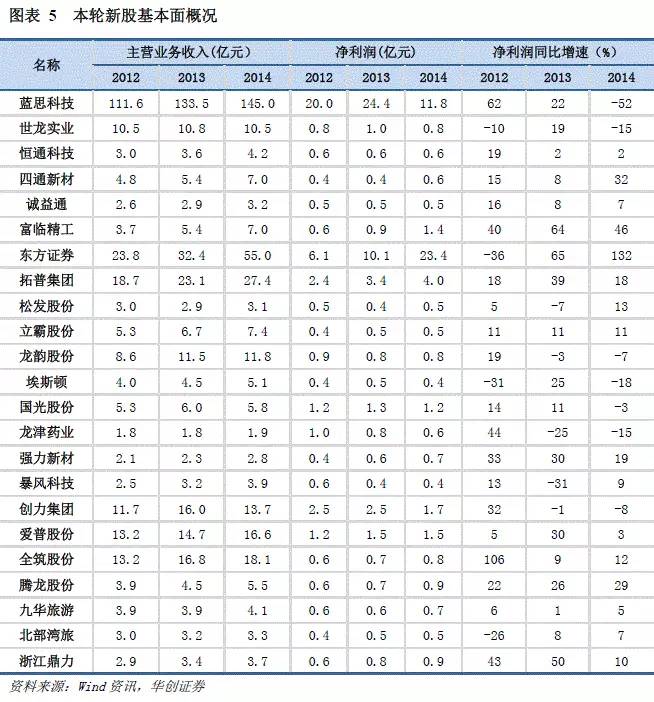 图表 5 本轮新股基本面概况
名称 主营业务收入(亿元) 净利润(亿元) 净利润同比增速（%）
2012 2013 2014 2012 2013 2014 2012 2013 2014
蓝思科技 111.6 133.5 145.0 20.0 24.4 11.8 62 22 -52
世龙实业 10.5 10.8 10.5 0.8 1.0 0.8 -10 19 -15
恒通科技 3.0 3.6 4.2 0.6 0.6 0.6 19 2 2
四通新材 4.8 5.4 7.0 0.4 0.4 0.6 15 8 32
诚益通 2.6 2.9 3.2 0.5 0.5 0.5 16 8 7
富临精工 3.7 5.4 7.0 0.6 0.9 1.4 40 64 46
东方证券 23.8 32.4 55.0 6.1 10.1 23.4 -36 65 132
拓普集团 18.7 23.1 27.4 2.4 3.4 4.0 18 39 18
松发股份 3.0 2.9 3.1 0.5 0.4 0.5 5 -7 13
立霸股份 5.3 6.7 7.4 0.4 0.5 0.5 11 11 11
龙韵股份 8.6 11.5 11.8 0.9 0.8 0.8 19 -3 -7
埃斯顿 4.0 4.5 5.1 0.4 0.5 0.4 -31 25 -18
国光股份 5.3 6.0 5.8 1.2 1.3 1.2 14 11 -3
龙津药业 1.8 1.8 1.9 1.0 0.8 0.6 44 -25 -15
强力新材 2.1 2.3 2.8 0.4 0.6 0.7 33 30 19
暴风科技 2.5 3.2 3.9 0.6 0.4 0.4 13 -31 9
创力集团 11.7 16.0 13.7 2.5 2.5 1.7 32 -1 -8
爱普股份 13.2 14.7 16.6 1.2 1.5 1.5 5 30 3
全筑股份 13.2 16.8 18.1 0.6 0.7 0.8 106 9 12
腾龙股份 3.9 4.5 5.5 0.6 0.7 0.9 22 26 29
九华旅游 3.9 3.9 4.1 0.6 0.6 0.7 6 1 5
北部湾旅 3.0 3.2 3.3 0.4 0.5 0.5 -26 8 7
浙江鼎力 2.9 3.4 3.7 0.6 0.8 0.9 43 50 10
资料来源：Wind 资讯，华创证券